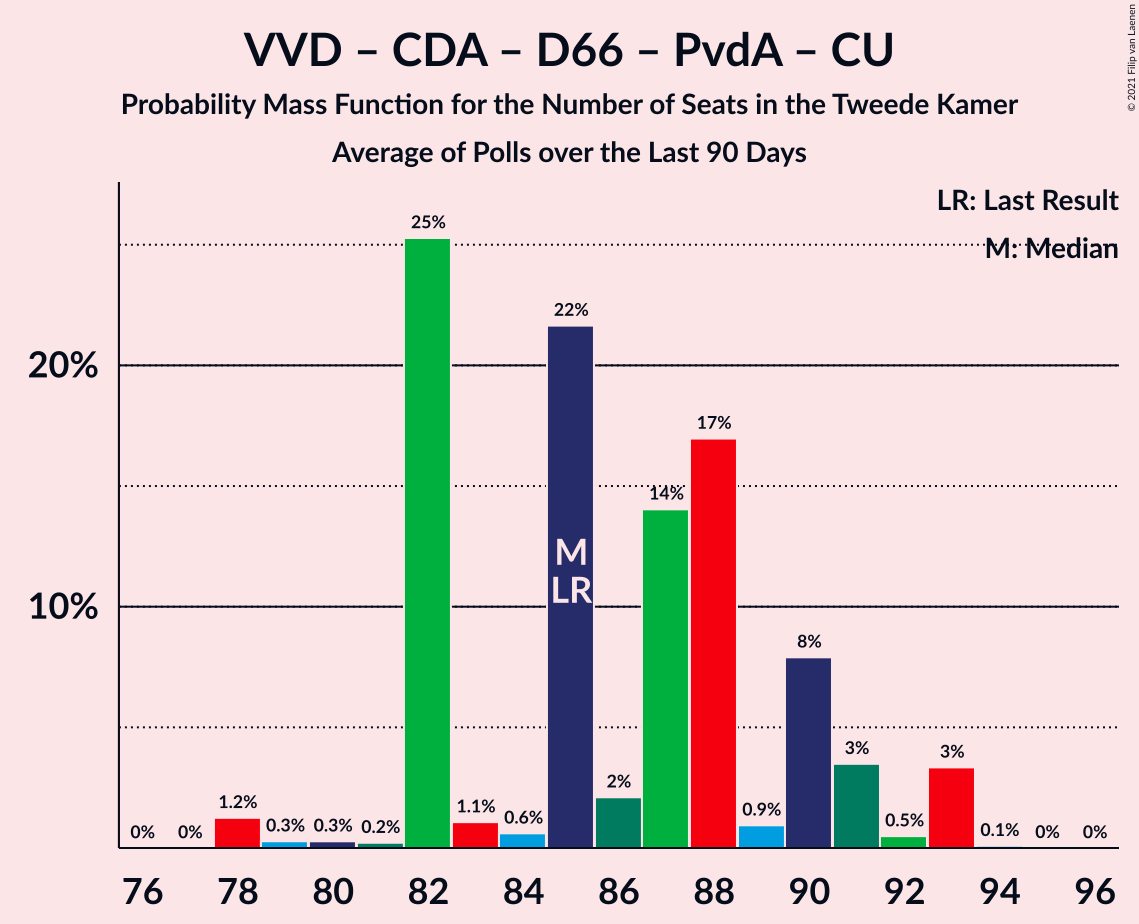 VVD – CDA – D66 – PvdA – CU
Probability Mass Function for the Number of Seats in the Tweede Kamer
Average of Polls over the Last 90 Days
© 2021 Filip van Laenen
LR: Last Result
M: Median
20%
10%
0%
0%
1.2%
0.3%
0.3%
0.2%
25%
1.1%
0.6%
22%
M
LR
2%
14%
17%
0.9%
8%
3%
0.5%
3%
0.1%
0%
0%
76 78 80 82 84 86 88 90 92 94 96